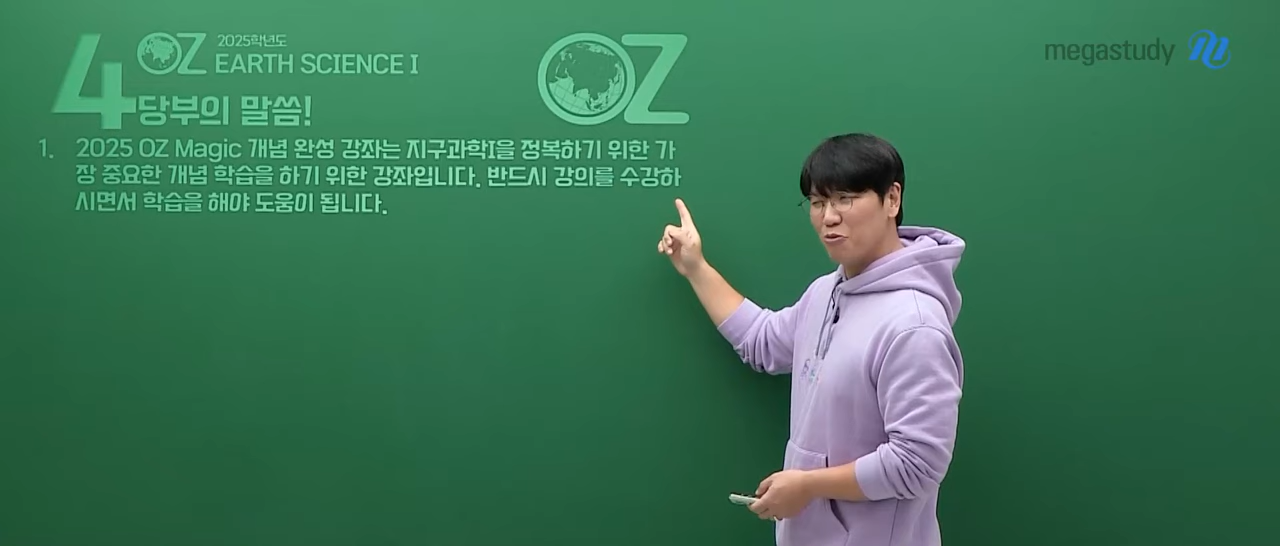 2025학년도
OZ EARTH SCIENCE I
OZ
megastudy
4 당부의 말씀!
1. 2025 OZ Magic 개념 완성 강좌는 지구과학I을 정복하기 위한 가
장 중요한 개념 학습을 하기 위한 강좌입니다. 반드시 강의를 수강하
시면서 학습을 해야 도움이 됩니다.